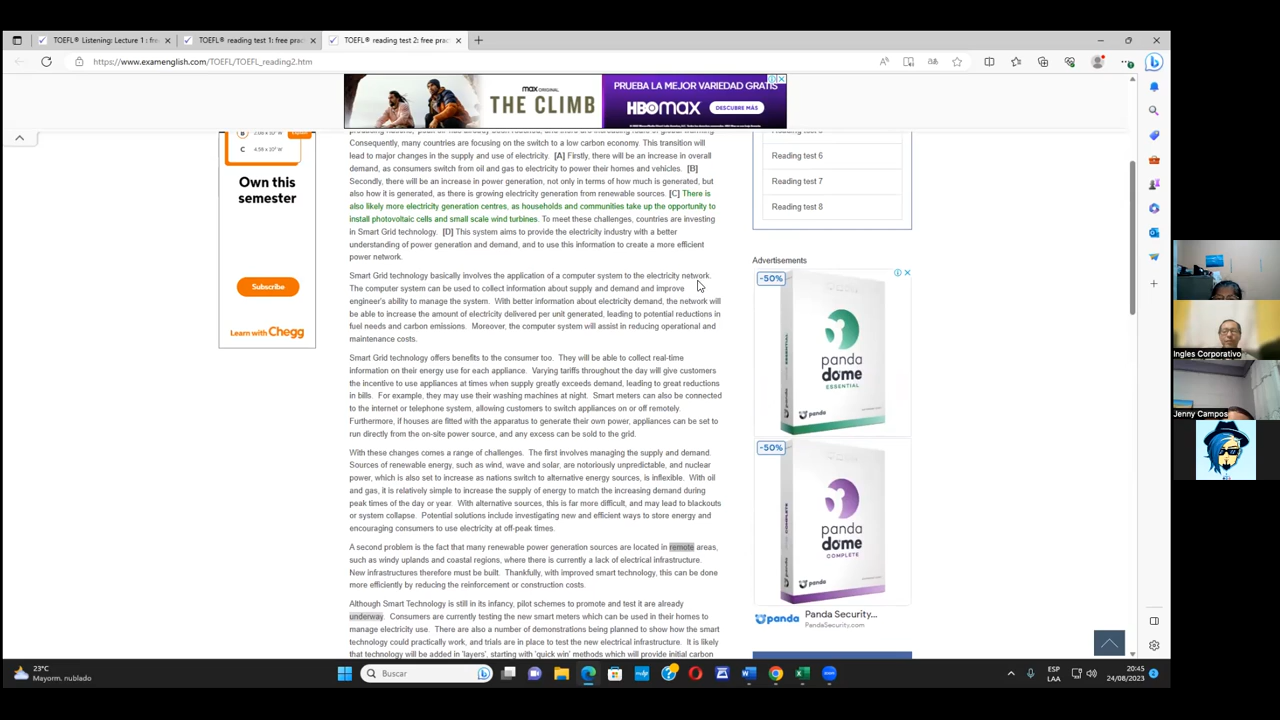 TOEFL® Listening: Lecture 1 : fre
TOEFL® reading test 1: free prac
TOEFL® reading test 2: free prac
https://www.examenglish.com/TOEFL/TOEFL_reading2.htm
MAX ORIGINAL
THE CLIMB
PRUEBA LA MEJOR VARIEDAD GRATIS
HBOMAX
DESCUBRE MÁS
B
C
Own this
semester
Subscribe
Learn with Chegg
Consequently, many countries are focusing on the switch to a low carbon economy. This transition will
lead to major changes in the supply and use of electricity. [A] Firstly, there will be an increase in overall
demand, as consumers switch from oil and gas to electricity to power their homes and vehicles. [B]
Secondly, there will be an increase in power generation, not only in terms of how much is generated, but
also how it is generated, as there is growing electricity generation from renewable sources. [C] There is
also likely more electricity generation centres, as households and communities take up the opportunity to
install photovoltaic cells and small scale wind turbines. To meet these challenges, countries are investing
in Smart Grid technology. [D] This system aims to provide the electricity industry with a better
understanding of power generation and demand, and to use this information to create a more efficient
power network.
Smart Grid technology basically involves the application of a computer system to the electricity network.
The computer system can be used to collect information about supply and demand and improve
engineer's ability to manage the system. With better information about electricity demand, the network will
be able to increase the amount of electricity delivered per unit generated, leading to potential reductions in
fuel needs and carbon emissions. Moreover, the computer system will assist in reducing operational and
maintenance costs.
Smart Grid technology offers benefits to the consumer too. They will be able to collect real-time
information on their energy use for each appliance. Varying tariffs throughout the day will give customers
the incentive to use appliances at times when supply greatly exceeds demand, leading to great reductions
in bills. For example, they may use their washing machines at night. Smart meters can also be connected
to the internet or telephone system, allowing customers to switch appliances on or off remotely.
Furthermore, if houses are fitted with the apparatus to generate their own power, appliances can be set to
run directly from the on-site power source, and any excess can be sold to the grid.
With these changes comes a range of challenges. The first involves managing the supply and demand.
Sources of renewable energy, such as wind, wave and solar, are notoriously unpredictable, and nuclear
power, which is also set to increase as nations switch to alternative energy sources, is inflexible. With oil
and gas, it is relatively simple to increase the supply of energy to match the increasing demand during
peak times of the day or year. With alternative sources, this is far more difficult, and may lead to blackouts
or system collapse. Potential solutions include investigating new and efficient ways to store energy and
encouraging consumers to use electricity at off-peak times.
A second problem is the fact that many renewable power generation sources are located in remote areas,
such as windy uplands and coastal regions, where there is currently a lack of electrical infrastructure.
New infrastructures therefore must be built. Thankfully, with improved smart technology, this can be done
more efficiently by reducing the reinforcement or construction costs.
Although Smart Technology is still in its infancy, pilot schemes to promote and test it are already
underway. Consumers are currently testing the new smart meters which can be used in their homes to
manage electricity use. There are also a number of demonstrations being planned to show how the smart
technology could practically work, and trials are in place to test the new electrical infrastructure. It is likely
that technology will be added in 'layers', starting with 'quick win' methods which will provide initial carbon
Reading test 6
Reading test 7
Reading test 8
Advertisements
-50%
panda
dome
ESSENTIAL
panda
-50%
panda
dome
COMPLETE
panda
panda
Panda Security...
PandaSecurity.com
Ingles Corporativo
Jenny Campos
23°C
Mayorm. nublado
Buscar
ESP
LAA
20:45
24/08/2023